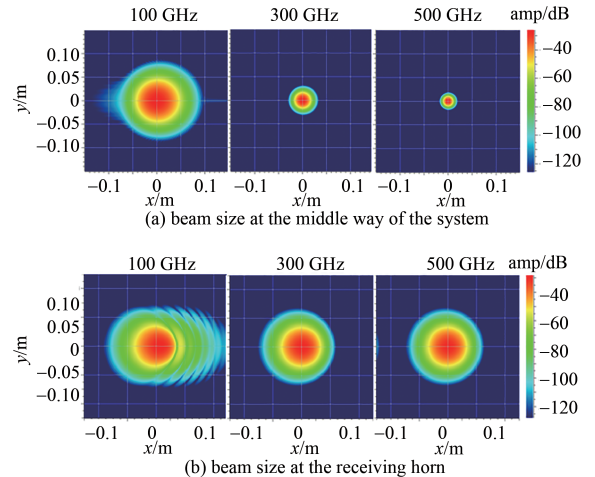 100 GHz 300 GHz 500 GHz amp/dB
0.10
0.05
0
−0.05
−0.10
y/m
−40
−60
−80
−100
−120
−0.1 0 0.1 −0.1 0 0.1 −0.1 0 0.1
x/m x/m x/m
(a) beam size at the middle way of the system
100 GHz 300 GHz 500 GHz amp/dB
0.10
0.05
0
−0.05
−0.10
y/m
−40
−60
−80
−100
−120
−0.1 0 0.1 −0.1 0 0.1 −0.1 0 0.1
x/m x/m x/m
(b) beam size at the receiving horn